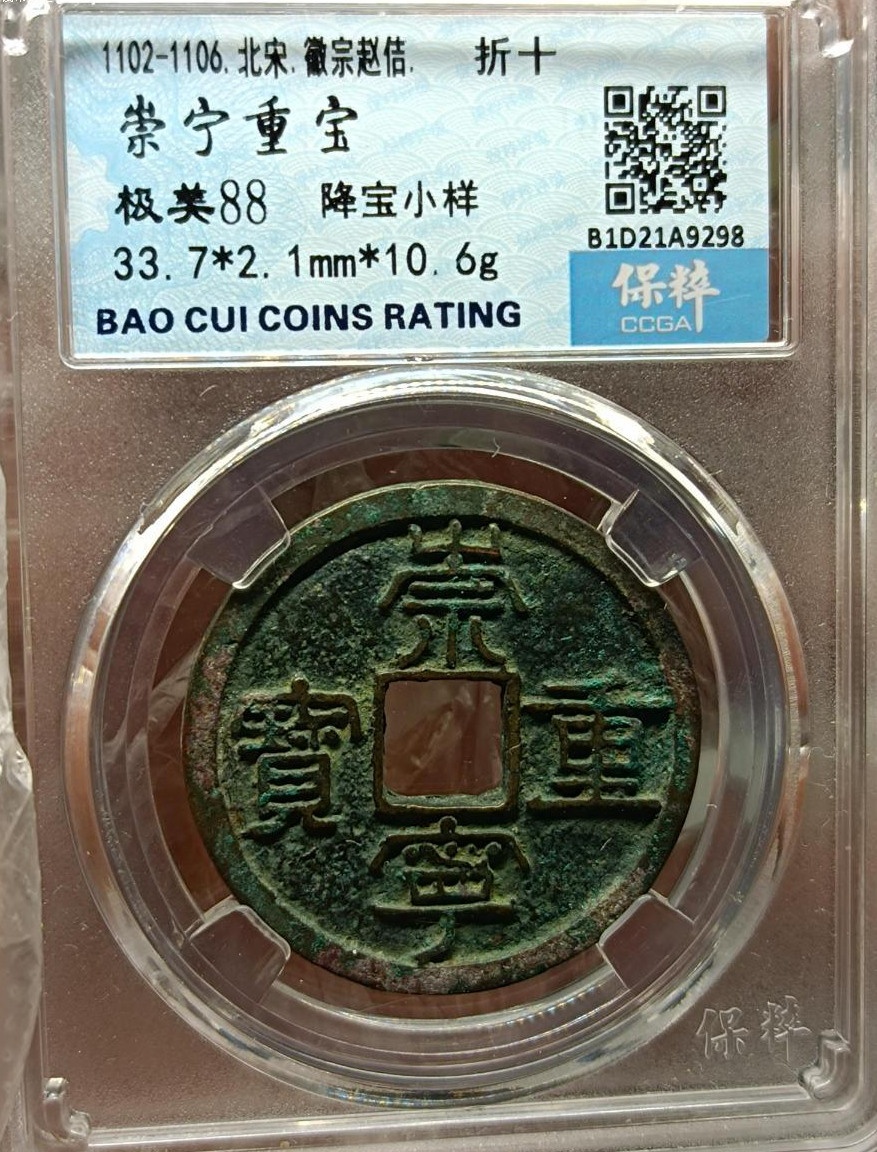 1102-1106.北宋.徽宗赵佶. 折十
崇宁重宝
极美88 降宝小样
33.7*2.1mm*10.6g
BAO CUI COINS RATING
B1D21A9298
保粹
CCGA
崇
寶 重
寧
保粹